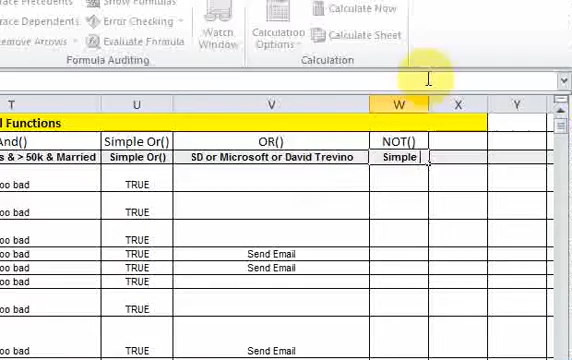 race Precedents
Show Formulas
race Dependents
Error Checking
emove Arrows
Evaluate Formula
Watch
Window
Calculation
Options
Calculate Now
Calculate Sheet
Formula Auditing
Calculation
T U V W X Y
l Functions
And() Simple Or() OR() NOT()
s & > 50k & Married Simple Or() SD or Microsoft or David Trevino Simple
oo bad TRUE
oo bad TRUE
oo bad TRUE
oo bad TRUE Send Email
oo bad TRUE Send Email
oo bad TRUE
oo bad TRUE
oo bad TRUE Send Email